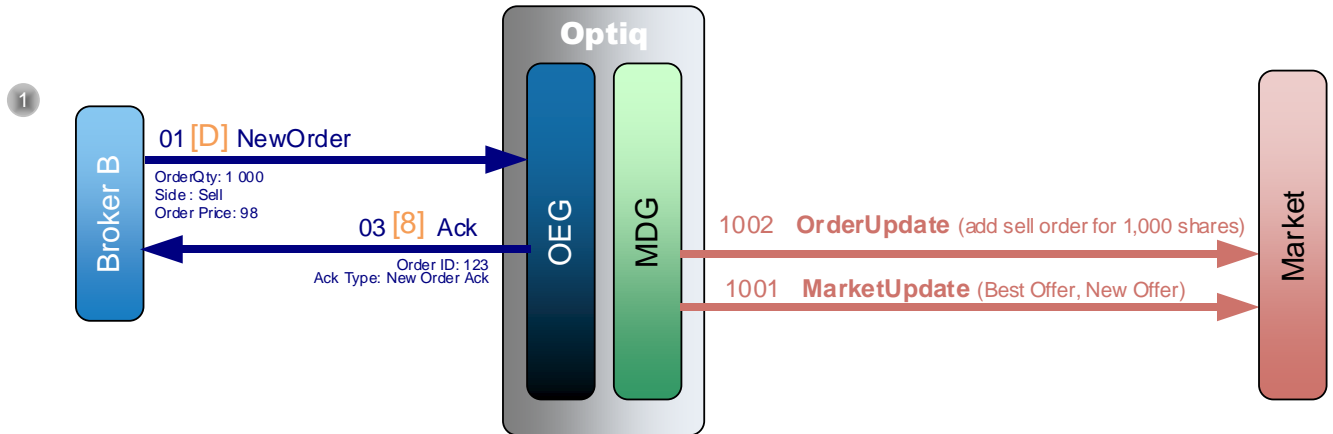 Optiq
1
Broker B
01 [D] NewOrder
OrderQty: 1 000
Side : Sell
Order Price: 98
03 [8] Ack
Order ID: 123
Ack Type: New Order Ack
OEG
MDG
1002 OrderUpdate (add sell order for 1,000 shares)
1001 MarketUpdate (Best Offer, New Offer)
Market